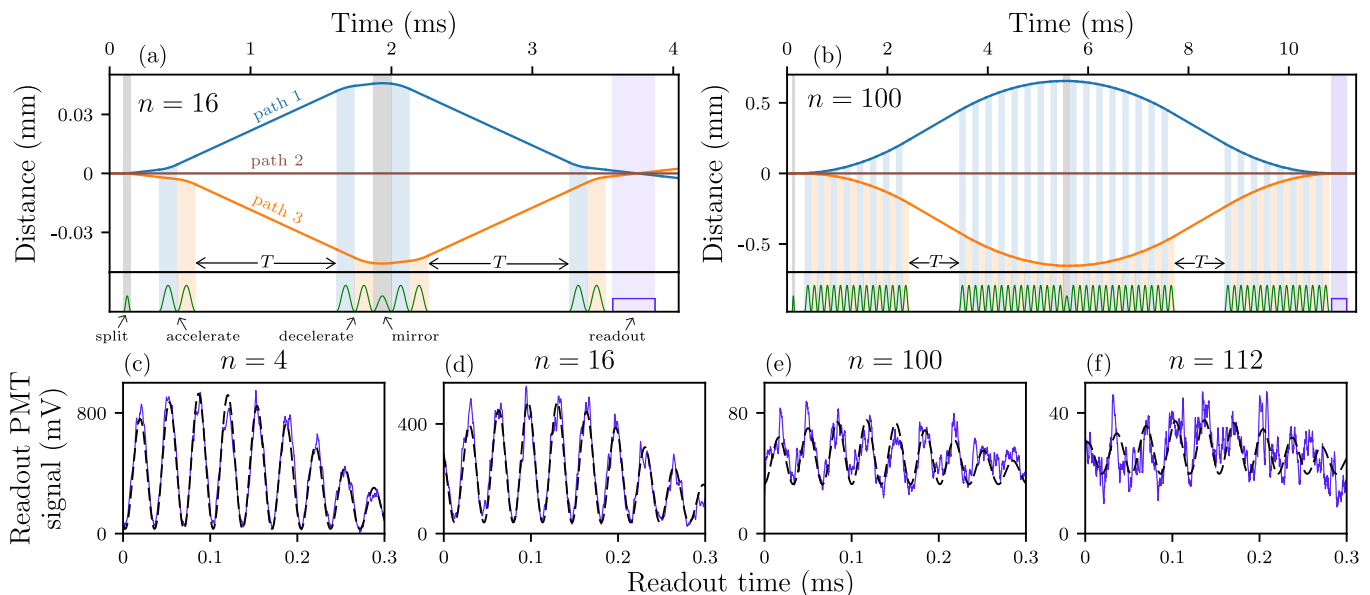 Time (ms)
Time (ms)
0 1 2 3 4
0 2 4 6 8 10
(a)
(b)
n = 16
n = 100
path 1
path 2
path 3
Distance (mm)
0.03
0
-0.03
Distance (mm)
0.5
0
-0.5
T
T
T
T
split
accelerate
decelerate
mirror
readout
(c)
n = 4
(d)
n = 16
(e)
n = 100
(f)
n = 112
Readout PMT
signal (mV)
800
0
400
0
80
0
40
0
0 0.1 0.2 0.3
0 0.1 0.2 0.3
0 0.1 0.2 0.3
0 0.1 0.2 0.3
Readout time (ms)